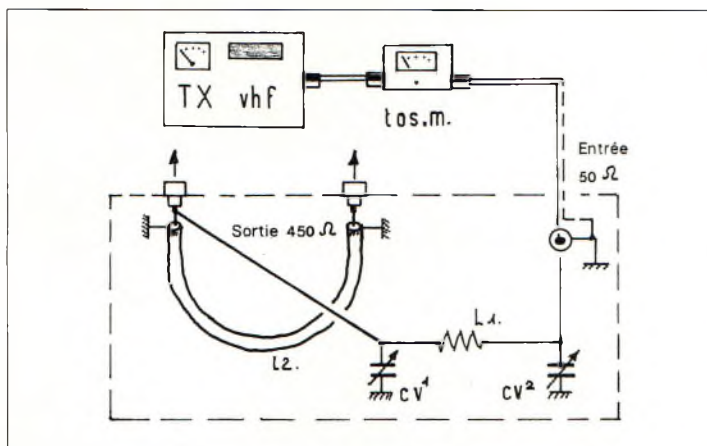 TX vhf
tos.m.
Entrée
50 Ω
Sortie 450 Ω
L1.
L2.
CV1
CV2